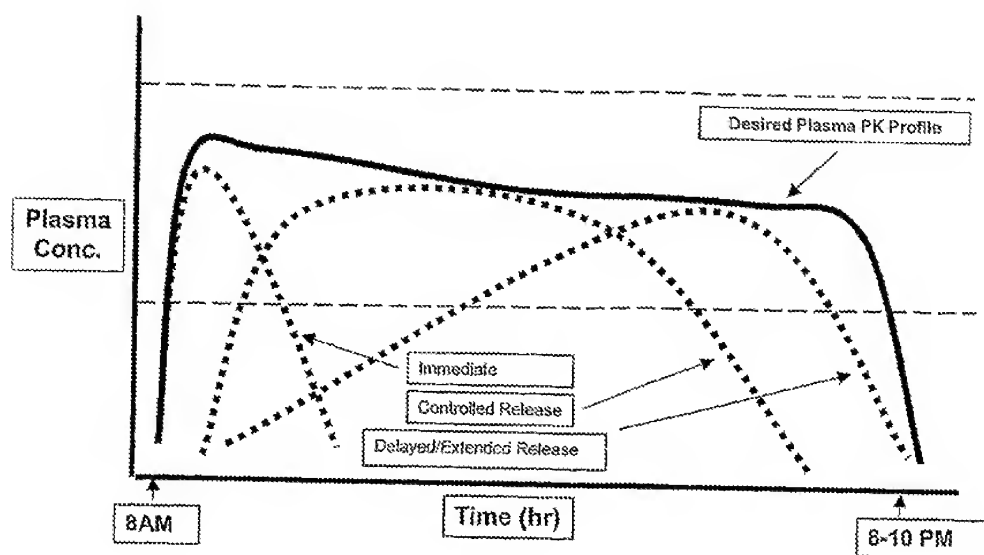 Desired Plasma PK Profile
Plasma
Conc.
Immediate
Controlled Release
Delayed/Extended Release
8AM
Time (hr)
8-10 PM